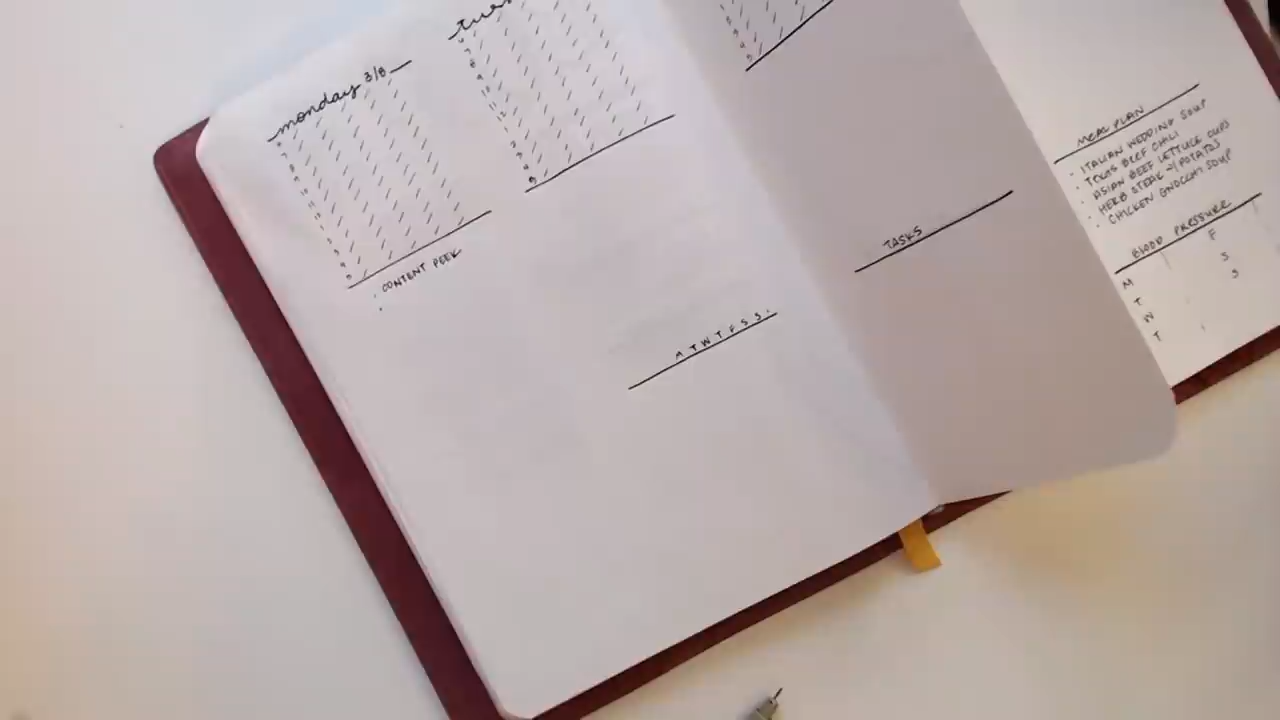 monday 3/8
CONTENT PEEK
M T W T F S S
TASKS
MEAL PLAN
· ITALIAN WEDDING SOUP
· TEXAS BEEF CHILI
· ASIAN BEEF LETTUCE CUPS
· HERB STEAK w/ POTATOS
· CHICKEN GNOCCHI SOUP
BLOOD PRESSURE
M F
T S
W S
T